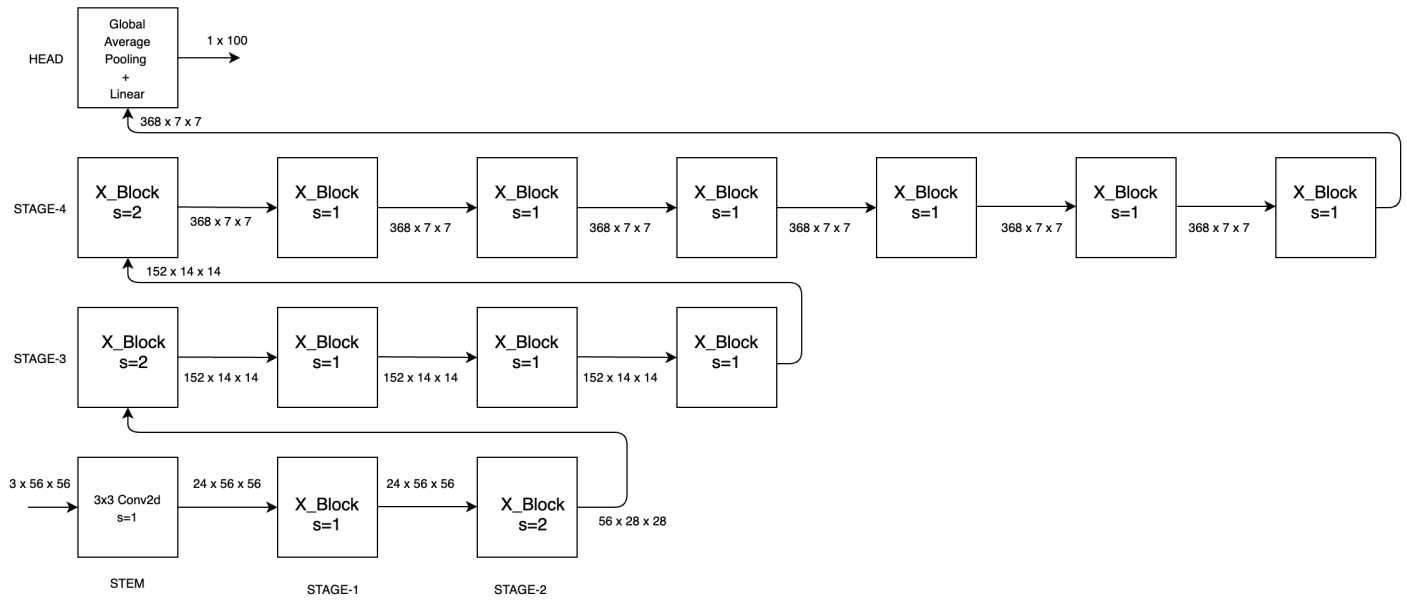 Global
Average
Pooling
+
Linear
1 x 100
HEAD
368 x 7 x 7
X_Block
s=2
X_Block
s=1
X_Block
s=1
X_Block
s=1
X_Block
s=1
X_Block
s=1
X_Block
s=1
STAGE-4
368 x 7 x 7
368 x 7 x 7
368 x 7 x 7
368 x 7 x 7
368 x 7 x 7
368 x 7 x 7
152 x 14 x 14
X_Block
s=2
X_Block
s=1
X_Block
s=1
X_Block
s=1
STAGE-3
152 x 14 x 14
152 x 14 x 14
152 x 14 x 14
3 x 56 x 56
24 x 56 x 56
24 x 56 x 56
3x3 Conv2d
s=1
X_Block
s=1
X_Block
s=2
56 x 28 x 28
STEM
STAGE-1
STAGE-2